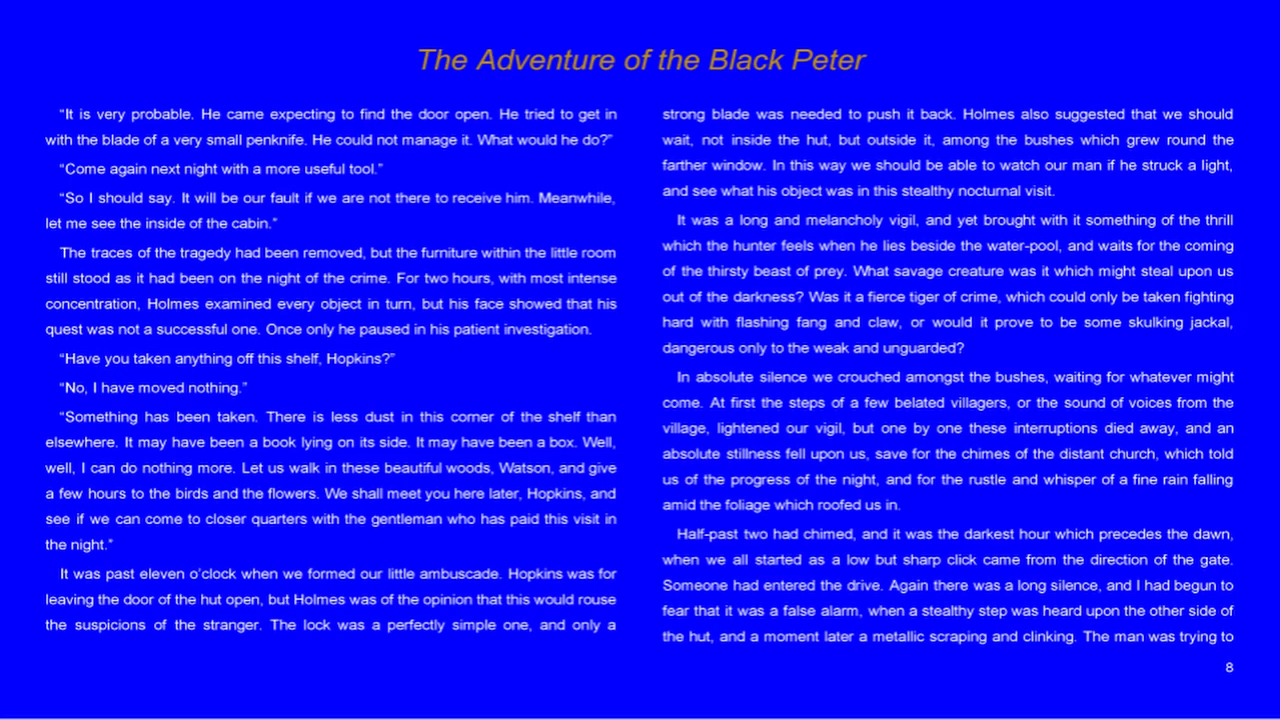 The Adventure of the Black Peter
“It is very probable. He came expecting to find the door open. He tried to get in
with the blade of a very small penknife. He could not manage it. What would he do?”
“Come again next night with a more useful tool.”
“So I should say. It will be our fault if we are not there to receive him. Meanwhile,
let me see the inside of the cabin.”
The traces of the tragedy had been removed, but the furniture within the little room
still stood as it had been on the night of the crime. For two hours, with most intense
concentration, Holmes examined every object in turn, but his face showed that his
quest was not a successful one. Once only he paused in his patient investigation.
“Have you taken anything off this shelf, Hopkins?”
“No, I have moved nothing.”
“Something has been taken. There is less dust in this corner of the shelf than
elsewhere. It may have been a book lying on its side. It may have been a box. Well,
well, I can do nothing more. Let us walk in these beautiful woods, Watson, and give
a few hours to the birds and the flowers. We shall meet you here later, Hopkins, and
see if we can come to closer quarters with the gentleman who has paid this visit in
the night.”
It was past eleven o’clock when we formed our little ambuscade. Hopkins was for
leaving the door of the hut open, but Holmes was of the opinion that this would rouse
the suspicions of the stranger. The lock was a perfectly simple one, and only a
strong blade was needed to push it back. Holmes also suggested that we should
wait, not inside the hut, but outside it, among the bushes which grew round the
farther window. In this way we should be able to watch our man if he struck a light,
and see what his object was in this stealthy nocturnal visit.
It was a long and melancholy vigil, and yet brought with it something of the thrill
which the hunter feels when he lies beside the water-pool, and waits for the coming
of the thirsty beast of prey. What savage creature was it which might steal upon us
out of the darkness? Was it a fierce tiger of crime, which could only be taken fighting
hard with flashing fang and claw, or would it prove to be some skulking jackal,
dangerous only to the weak and unguarded?
In absolute silence we crouched amongst the bushes, waiting for whatever might
come. At first the steps of a few belated villagers, or the sound of voices from the
village, lightened our vigil, but one by one these interruptions died away, and an
absolute stillness fell upon us, save for the chimes of the distant church, which told
us of the progress of the night, and for the rustle and whisper of a fine rain falling
amid the foliage which roofed us in.
Half-past two had chimed, and it was the darkest hour which precedes the dawn,
when we all started as a low but sharp click came from the direction of the gate.
Someone had entered the drive. Again there was a long silence, and I had begun to
fear that it was a false alarm, when a stealthy step was heard upon the other side of
the hut, and a moment later a metallic scraping and clinking. The man was trying to
8